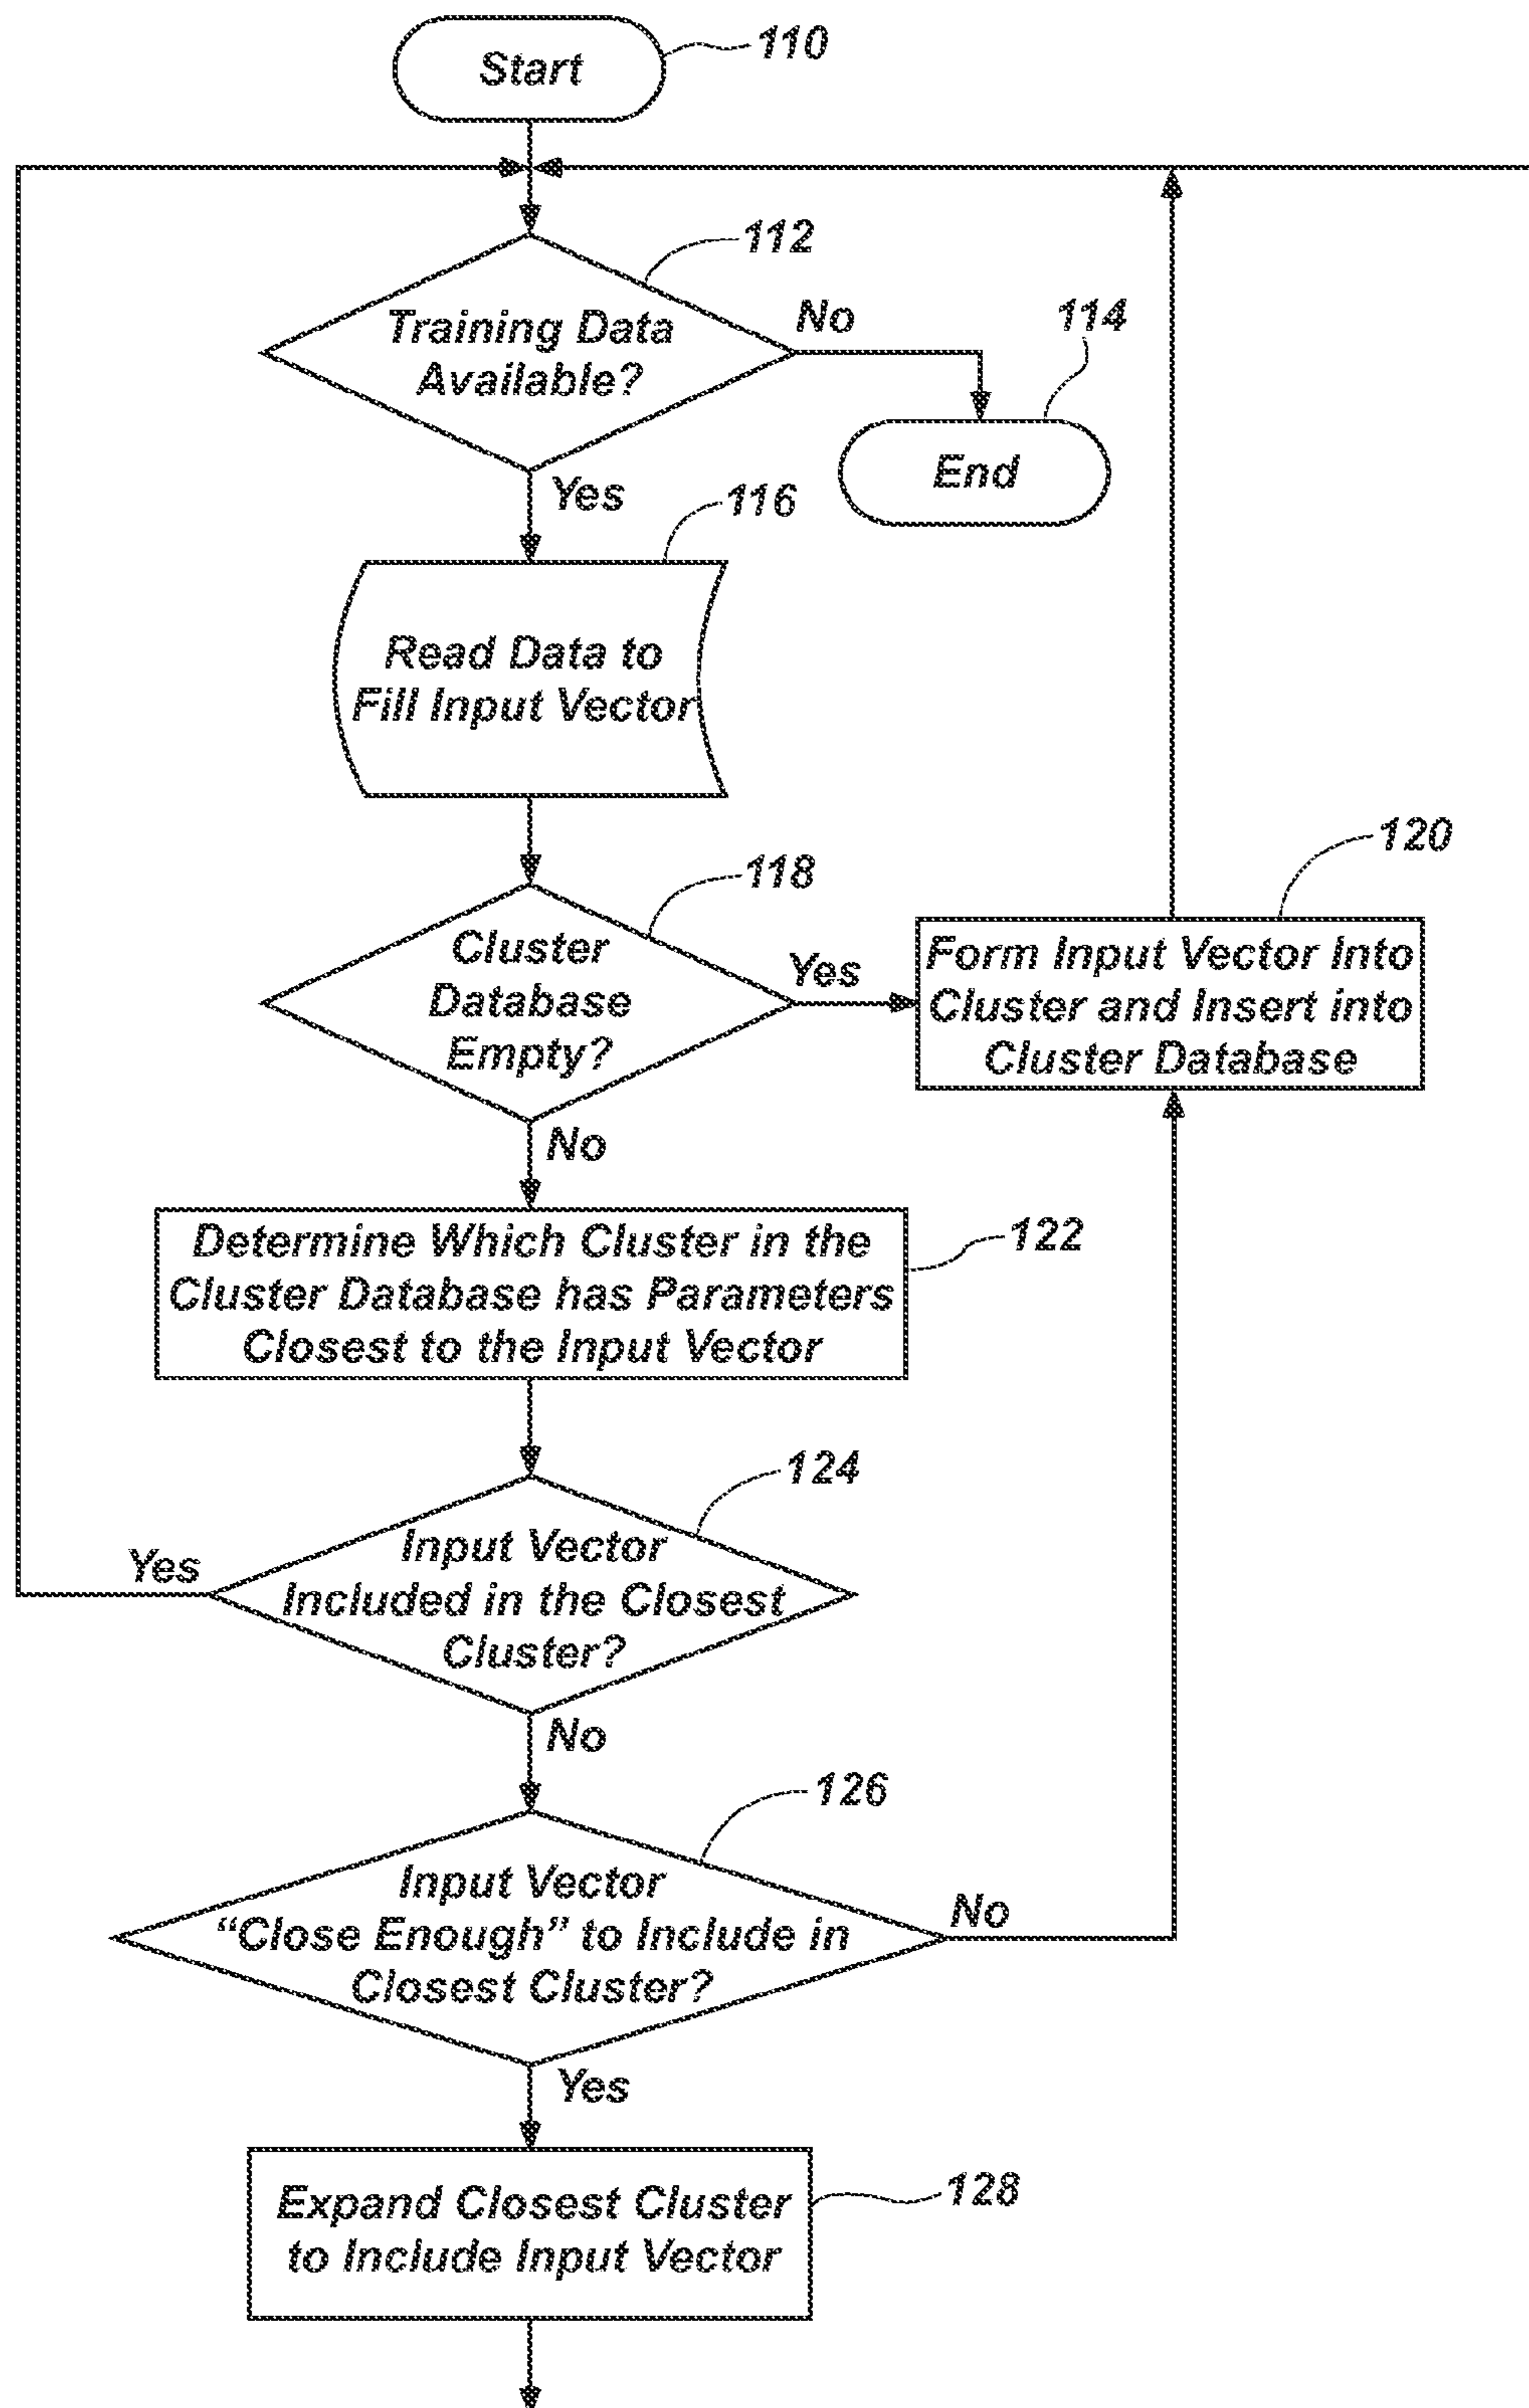 Start
110
112
Training Data
Available?
No
114
End
Yes
116
Read Data to
Fill Input Vector
118
Cluster
Database
Empty?
Yes
120
Form Input Vector Into
Cluster and Insert into
Cluster Database
No
Determine Which Cluster in the
Cluster Database has Parameters
Closest to the Input Vector
122
124
Input Vector
Included in the Closest
Cluster?
Yes
No
126
Input Vector
“Close Enough” to Include in
Closest Cluster?
No
Yes
Expand Closest Cluster
to Include Input Vector
128